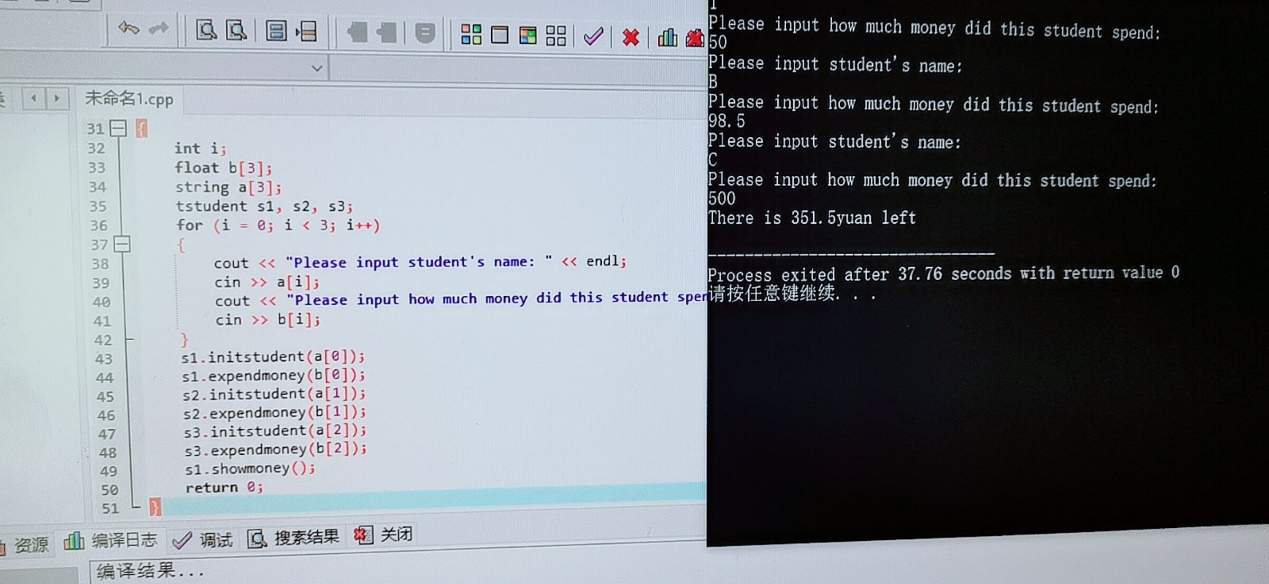 未命名1.cpp
31 {
32 int i;
33 float b[3];
34 string a[3];
35 tstudent s1, s2, s3;
36 for (i = 0; i < 3; i++)
37 {
38 cout << "Please input student's name: " << endl;
39 cin >> a[i];
40 cout << "Please input how much money did this student spen
41 cin >> b[i];
42 }
43 s1.initstudent(a[0]);
44 s1.expendmoney(b[0]);
45 s2.initstudent(a[1]);
46 s2.expendmoney(b[1]);
47 s3.initstudent(a[2]);
48 s3.expendmoney(b[2]);
49 s1.showmoney();
50 return 0;
51 }
资源 编译日志 调试 搜索结果 关闭
编译结果...
Please input how much money did this student spend:
50
Please input student's name:
B
Please input how much money did this student spend:
98.5
Please input student's name:
C
Please input how much money did this student spend:
500
There is 351.5yuan left
--------------------------------
Process exited after 37.76 seconds with return value 0
请按任意键继续. . .